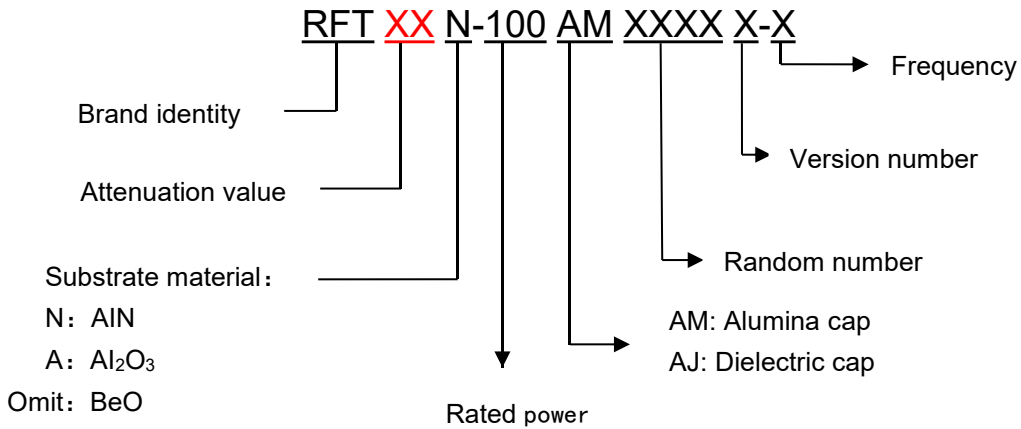 RFT XX N-100 AM XXXX X-X
Frequency
Brand identity
Version number
Attenuation value
Random number
Substrate material：
N：AlN
A：Al₂O₃
Omit：BeO
AM: Alumina cap
AJ: Dielectric cap
Rated power